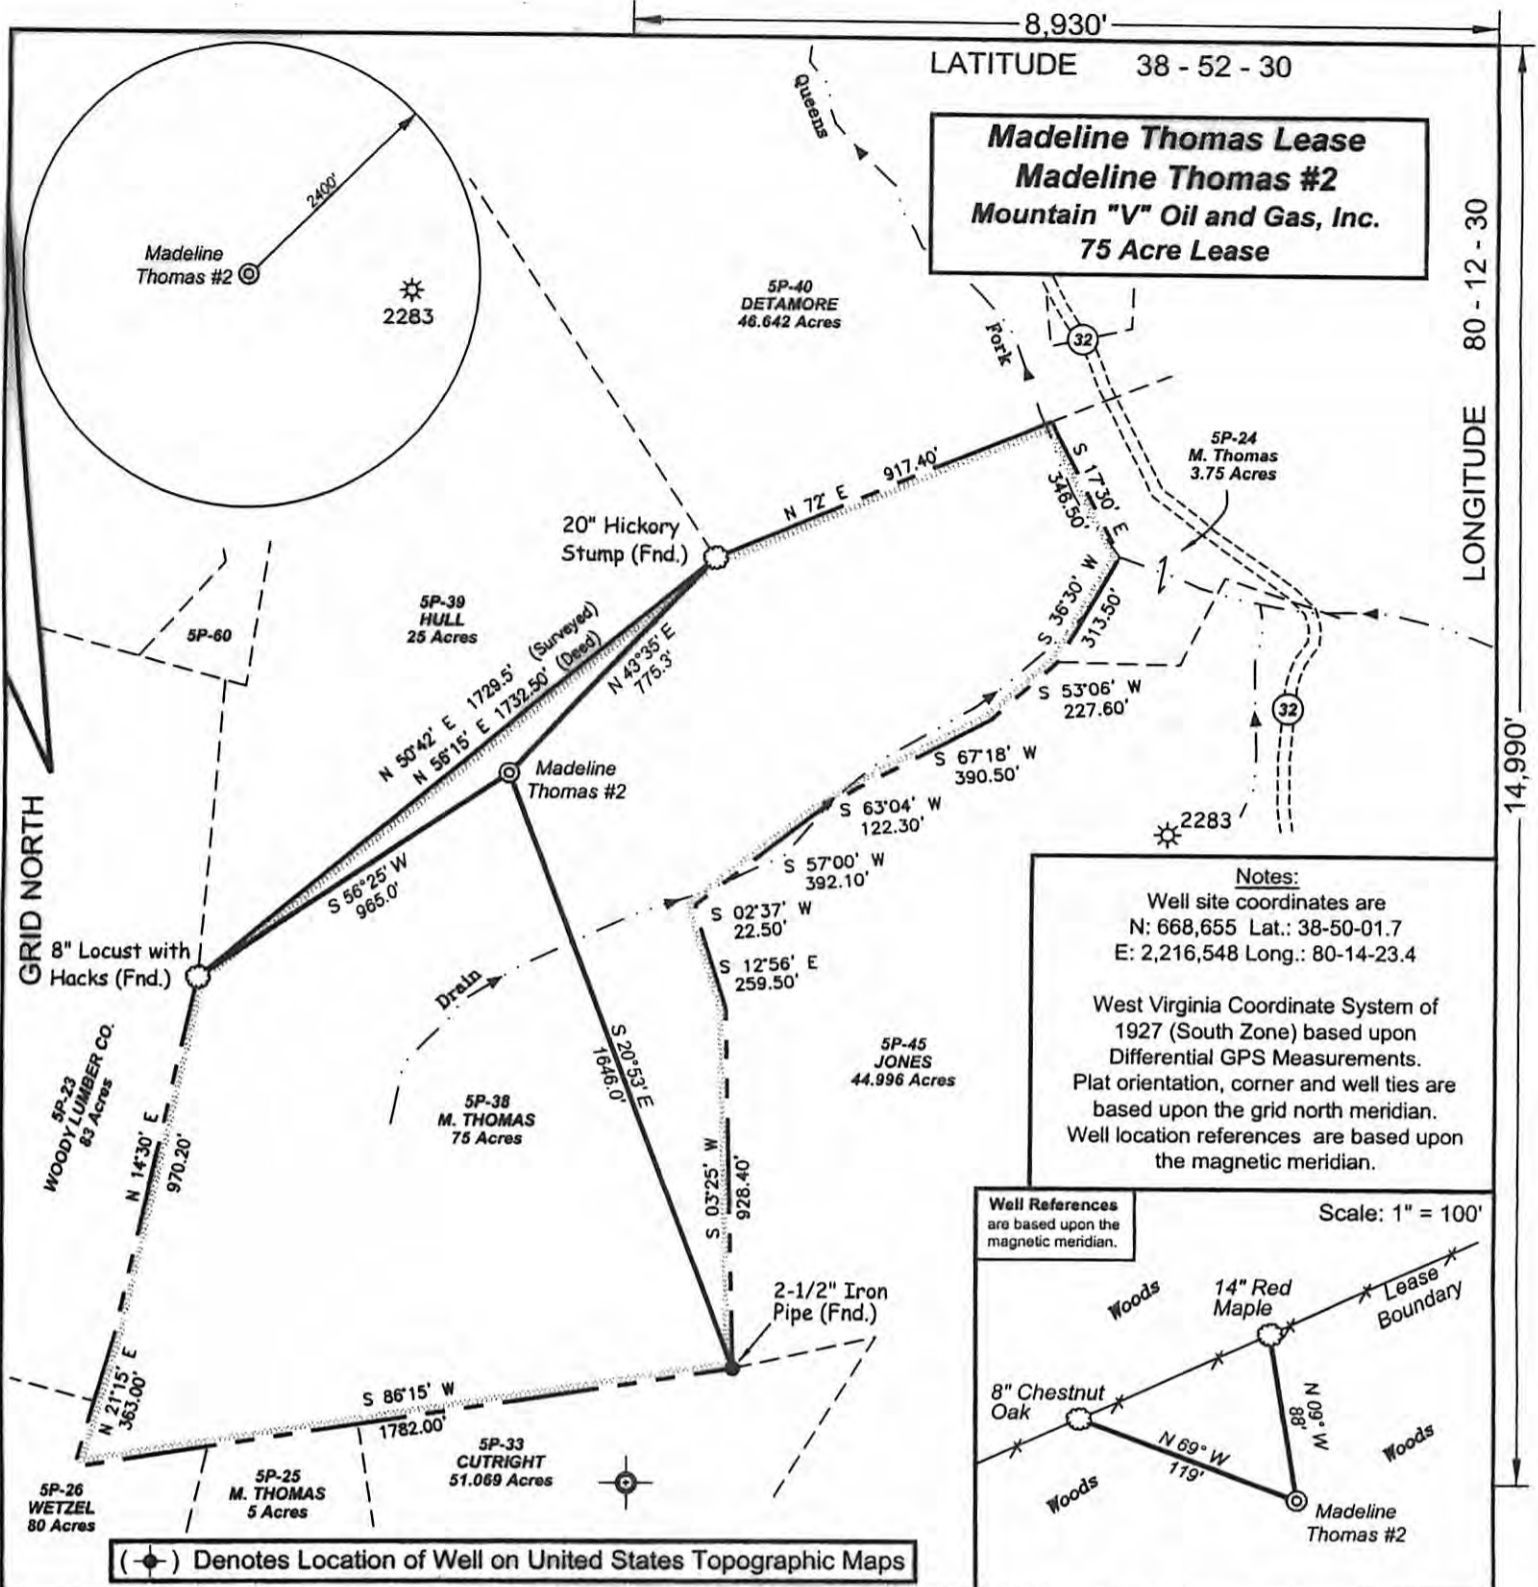 8,930'
LATITUDE 38 - 52 - 30
Madeline Thomas Lease
Madeline Thomas #2
Mountain "V" Oil and Gas, Inc.
75 Acre Lease
LONGITUDE 80 - 12 - 30
14,990'
2400'
Madeline
Thomas #2
2283
Queens
Fork
5P-40
DETAMORE
46.642 Acres
32
5P-24
M. Thomas
3.75 Acres
N 72° E 917.40'
S 17°30' E
346.50'
20" Hickory
Stump (Fnd.)
S 36°30' W
313.50'
5P-39
HULL
25 Acres
5P-60
N 50°42' E 1729.5' (Surveyed)
N 56°15' E 1732.50' (Deed)
N 43°35' E
775.3'
S 53°06' W
227.60'
32
S 67°18' W
390.50'
Madeline
Thomas #2
S 63°04' W
122.30'
2283
S 57°00' W
392.10'
S 56°25' W
965.0'
S 02°37' W
22.50'
S 12°56' E
259.50'
GRID NORTH
8" Locust with
Hacks (Fnd.)
Drain
Notes:
Well site coordinates are
N: 668,655 Lat.: 38-50-01.7
E: 2,216,548 Long.: 80-14-23.4
West Virginia Coordinate System of
1927 (South Zone) based upon
Differential GPS Measurements.
Plat orientation, corner and well ties are
based upon the grid north meridian.
Well location references are based upon
the magnetic meridian.
5P-23
WOODY LUMBER CO.
83 Acres
S 20°53' E
1646.0'
5P-45
JONES
44.996 Acres
5P-38
M. THOMAS
75 Acres
N 14°30' E
970.20'
S 03°25' W
928.40'
2-1/2" Iron
Pipe (Fnd.)
N 21°15' E
363.00'
S 86°15' W
1782.00'
5P-33
CUTRIGHT
51.069 Acres
5P-25
M. THOMAS
5 Acres
5P-26
WETZEL
80 Acres
Well References
are based upon the
magnetic meridian.
Scale: 1" = 100'
Woods
14" Red
Maple
Lease
Boundary
8" Chestnut
Oak
N 69° W
119'
N 09° W
88'
Woods
Woods
Madeline
Thomas #2
( ) Denotes Location of Well on United States Topographic Maps